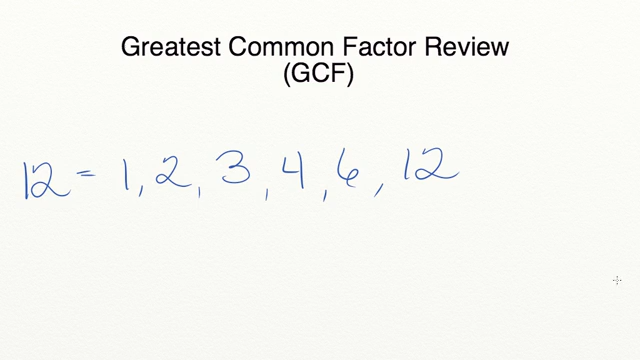 Greatest Common Factor Review
(GCF)
12 = 1, 2, 3, 4, 6, 12